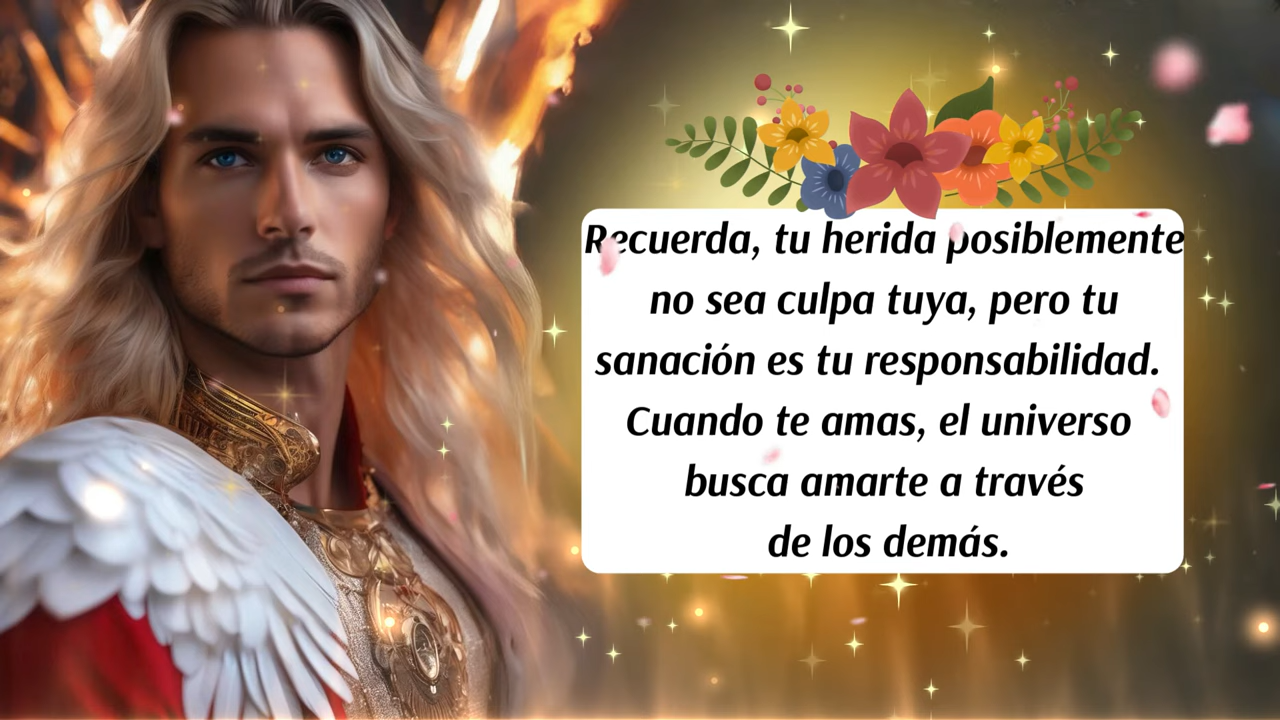 Recuerda, tu herida posiblemente
no sea culpa tuya, pero tu
sanación es tu responsabilidad.
Cuando te amas, el universo
busca amarte a través
de los demás.